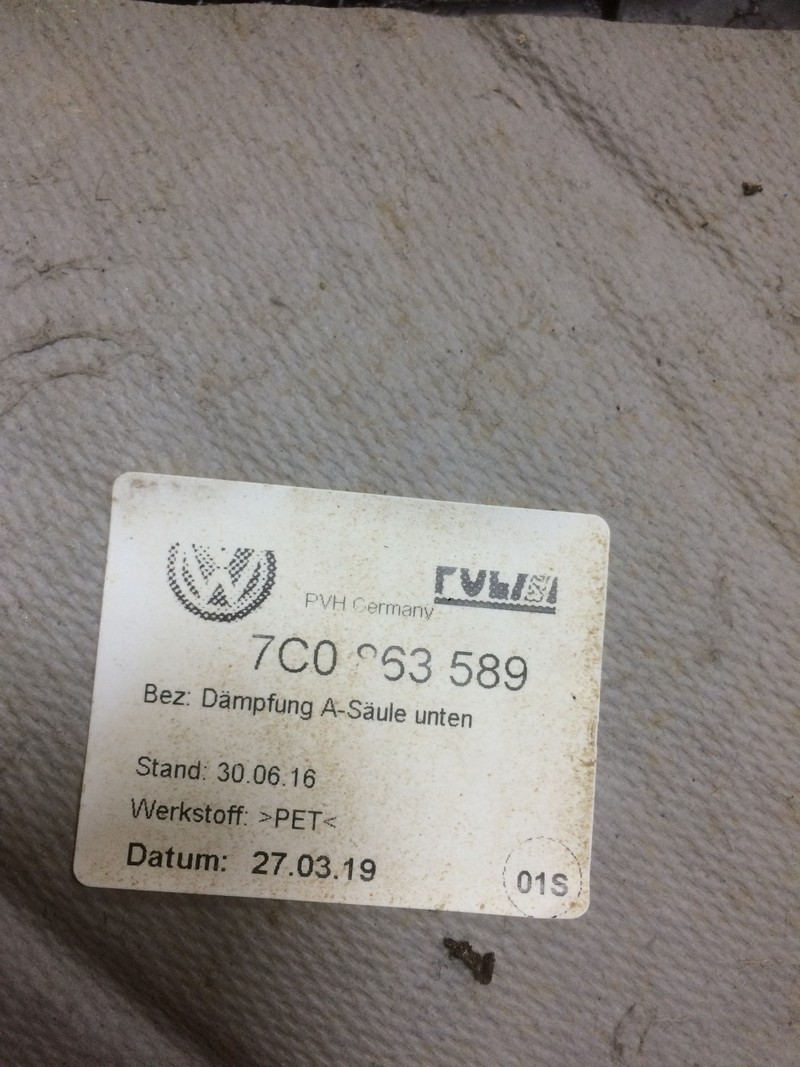 PVH Germany
7C0 863 589
Bez: Dämpfung A-Säule unten
Stand: 30.06.16
Werkstoff: >PET<
Datum: 27.03.19
01S